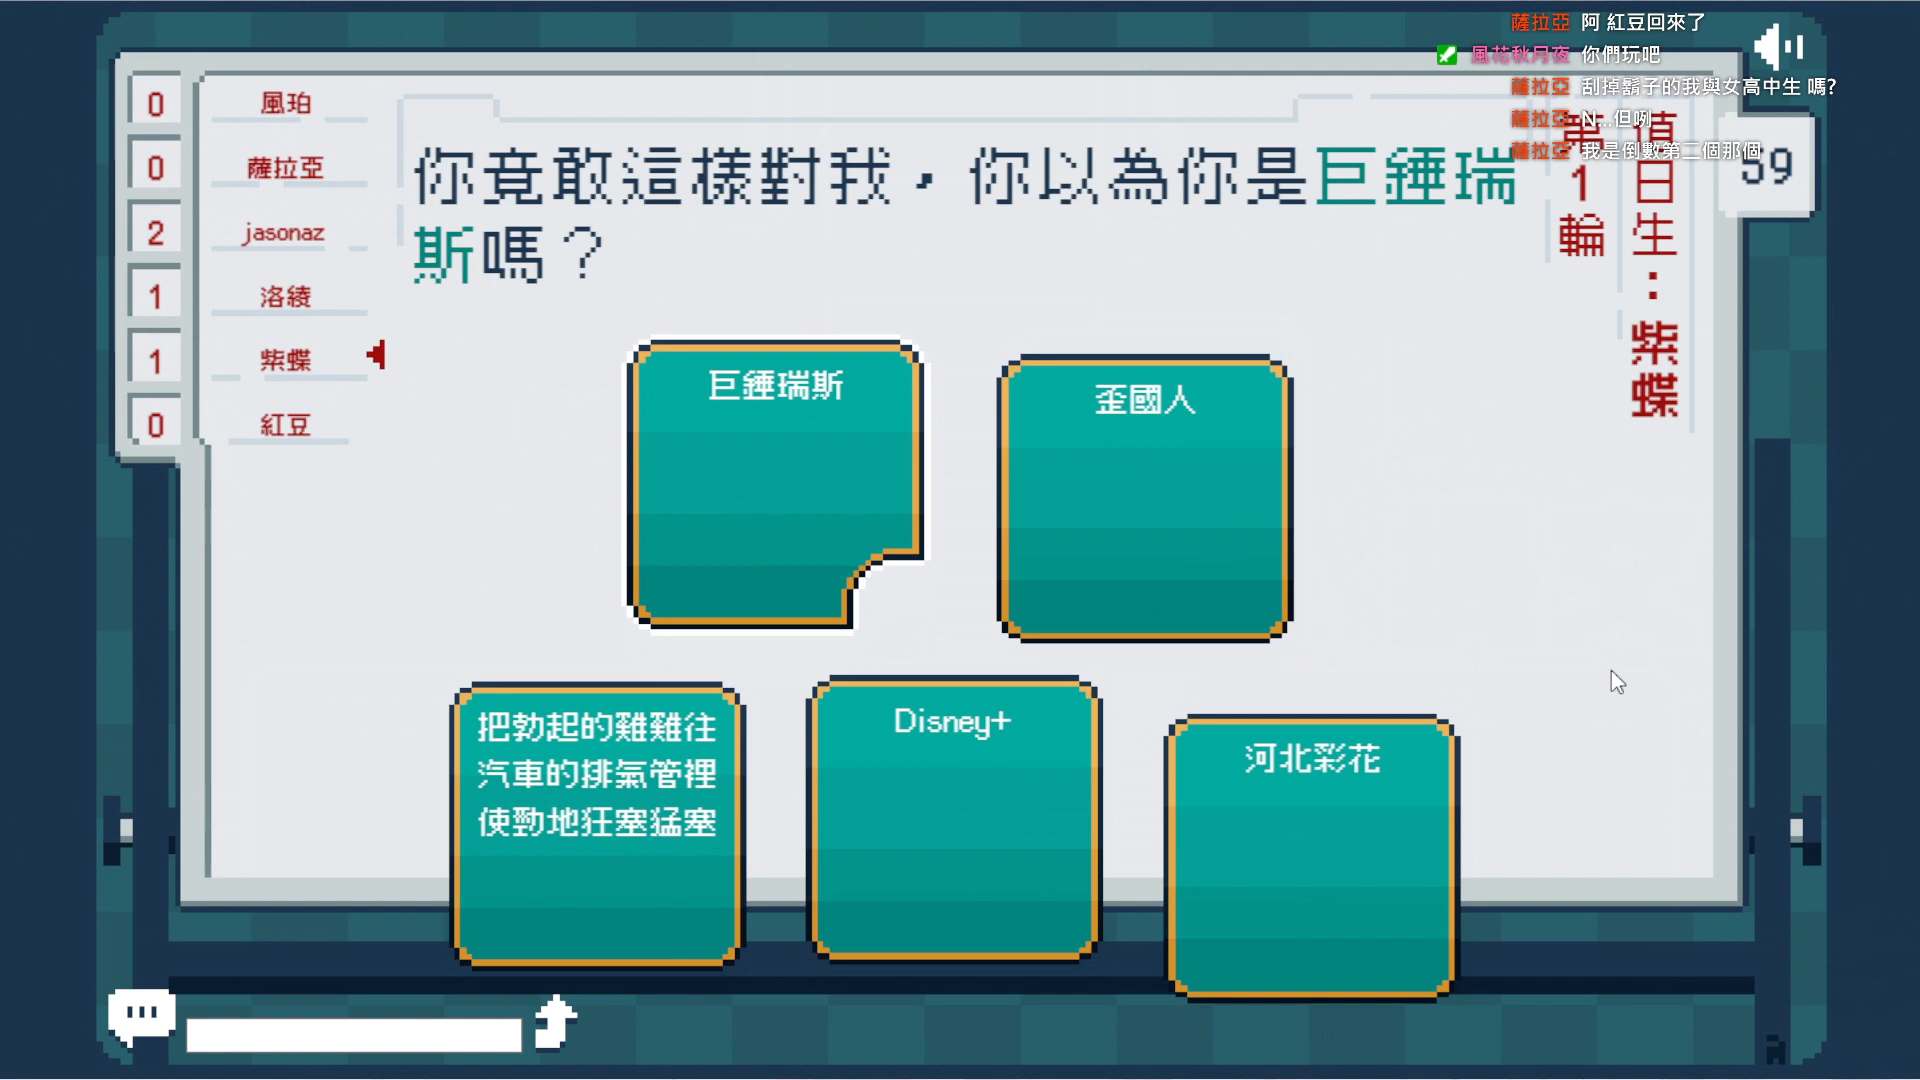 薩拉亞 阿 紅豆回來了
風花秋月夜 你們玩吧
薩拉亞 刮掉鬍子的我與女高中生 嗎?
薩拉亞 N...但咧
薩拉亞 我是倒數第二個那個
0 風珀
0 薩拉亞
2 jasonaz
1 洛綾
1 紫蝶
0 紅豆
你竟敢這樣對我，你以為你是巨錘瑞
斯嗎？
值日生：紫蝶
第1輪
59
巨錘瑞斯
歪國人
把勃起的雞雞往
汽車的排氣管裡
使勁地狂塞猛塞
Disney+
河北彩花